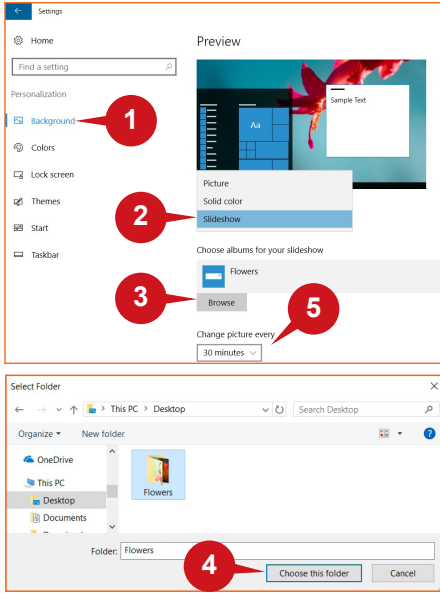 Settings
Home
Find a setting
Personalization
Background
Colors
Lock screen
Themes
Start
Taskbar
Preview
Sample Text
Aa
Picture
Solid color
Slideshow
Choose albums for your slideshow
Flowers
Browse
Change picture every
30 minutes
1
2
3
5
Select Folder
This PC > Desktop
Search Desktop
Organize
New folder
?
OneDrive
This PC
Desktop
Documents
Flowers
Folder: Flowers
4
Choose this folder
Cancel